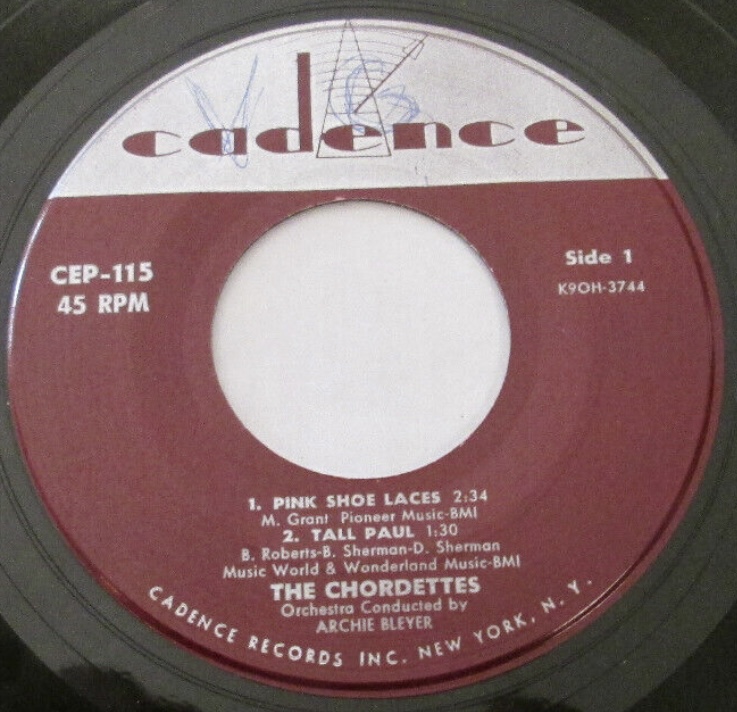 cadence
CEP-115
45 RPM
Side 1
K9OH-3744
1. PINK SHOE LACES 2:34
M. Grant Pioneer Music-BMI
2. TALL PAUL 1:30
B. Roberts-B. Sherman-D. Sherman
Music World & Wonderland Music-BMI
THE CHORDETTES
Orchestra Conducted by
ARCHIE BLEYER
CADENCE RECORDS INC. NEW YORK, N. Y.